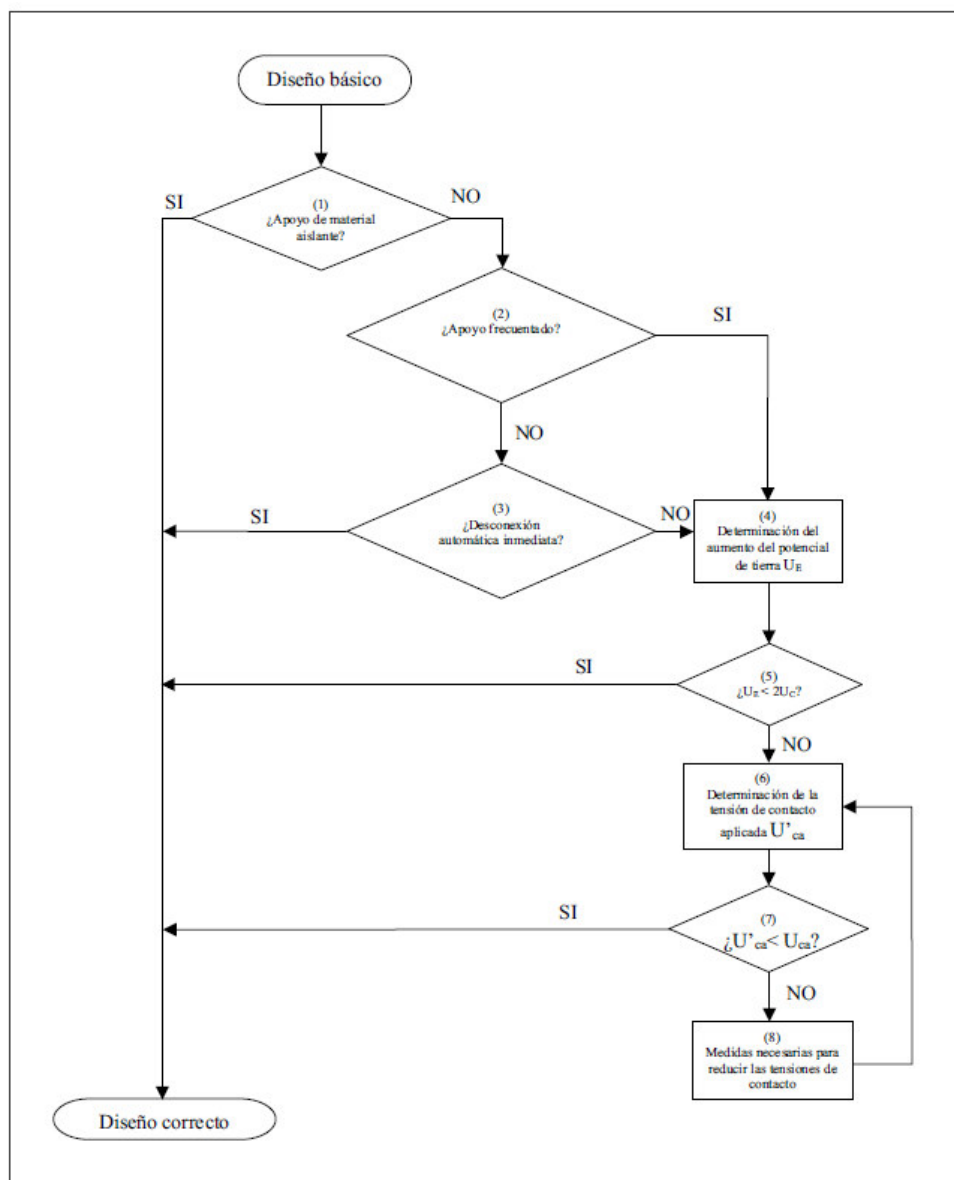 Diseño básico
SI
NO
(1)
¿Apoyo de material
aislante?
(2)
¿Apoyo frecuentado?
SI
NO
(3)
¿Desconexión
automática inmediata?
SI
NO
(4)
Determinación del
aumento del potencial
de tierra UE
SI
(5)
¿UE < 2UC?
NO
(6)
Determinación de la
tensión de contacto
aplicada U'ca
SI
(7)
¿U'ca< Uca?
NO
(8)
Medidas necesarias para
reducir las tensiones de
contacto
Diseño correcto